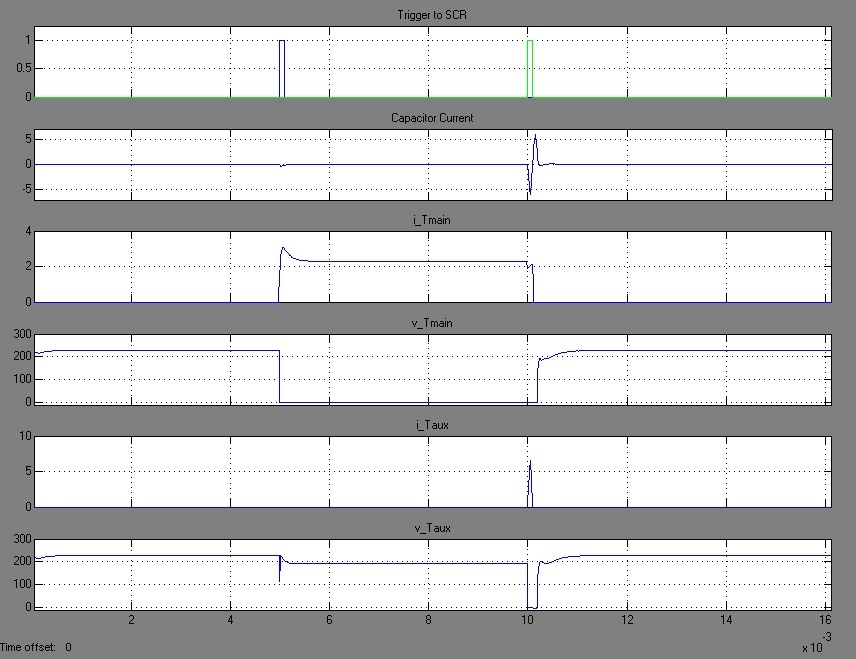 Trigger to SCR
1
0.5
0
Capacitor Current
5
0
-5
i_Tmain
4
2
0
v_Tmain
300
200
100
0
i_Taux
10
5
0
v_Taux
300
200
100
0
2 4 6 8 10 12 14 16
-3
x 10
Time offset: 0